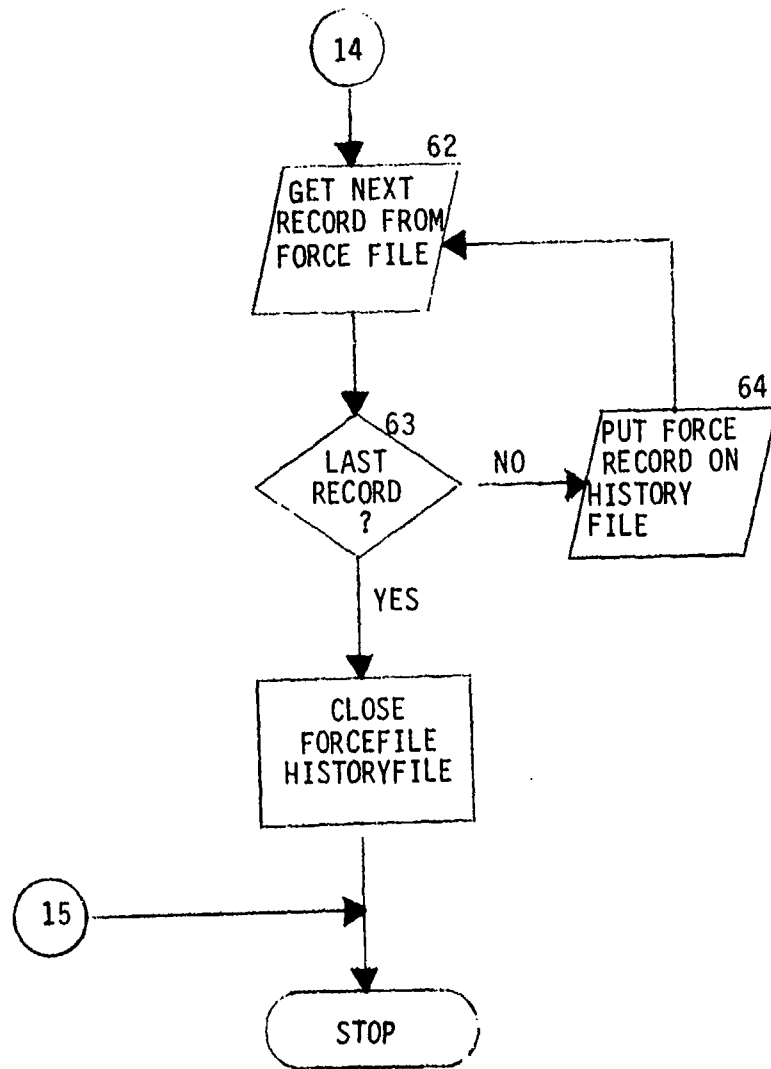 14
62
GET NEXT
RECORD FROM
FORCE FILE
63
LAST
RECORD
?
NO
64
PUT FORCE
RECORD ON
HISTORY
FILE
YES
CLOSE
FORCEFILE
HISTORYFILE
15
STOP